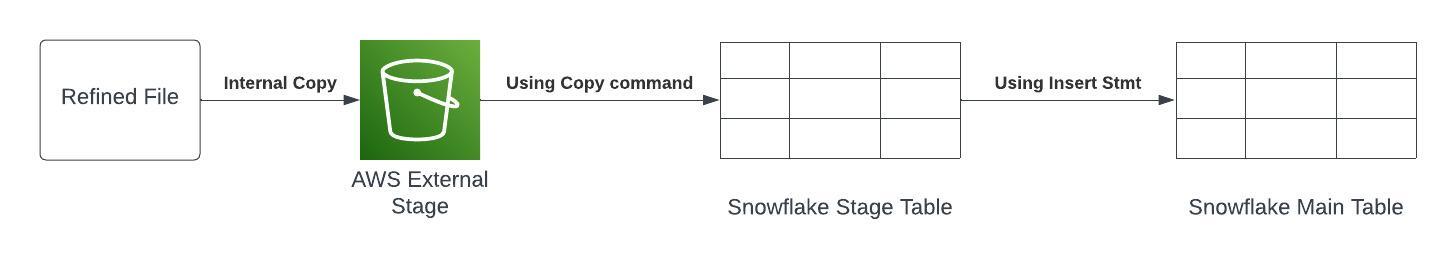 Refined File
Internal Copy
AWS External
Stage
Using Copy command
Snowflake Stage Table
Using Insert Stmt
Snowflake Main Table